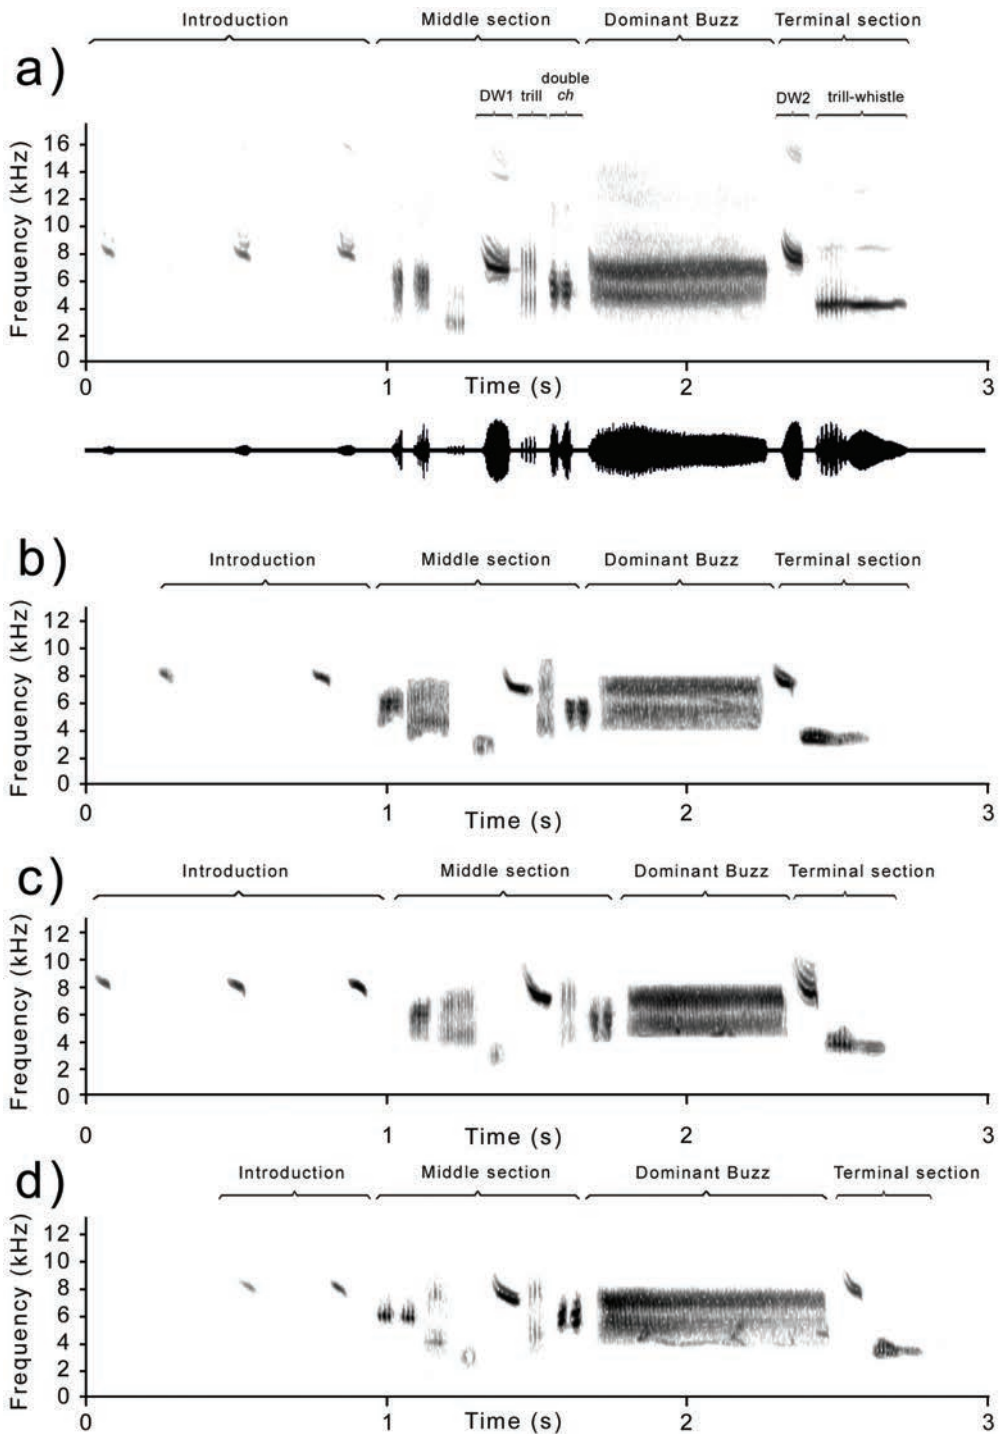 Introduction Middle section Dominant Buzz Terminal section
a)
double
DW1 trill ch DW2 trill-whistle
Frequency (kHz)
16
14
12
10
8
6
4
2
0
0 1 2 3
Time (s)
b)
Introduction Middle section Dominant Buzz Terminal section
Frequency (kHz)
12
10
8
6
4
2
0
0 1 2 3
Time (s)
c)
Introduction Middle section Dominant Buzz Terminal section
Frequency (kHz)
12
10
8
6
4
2
0
0 1 2 3
Time (s)
d)
Introduction Middle section Dominant Buzz Terminal section
Frequency (kHz)
12
10
8
6
4
2
0
0 1 2 3
Time (s)